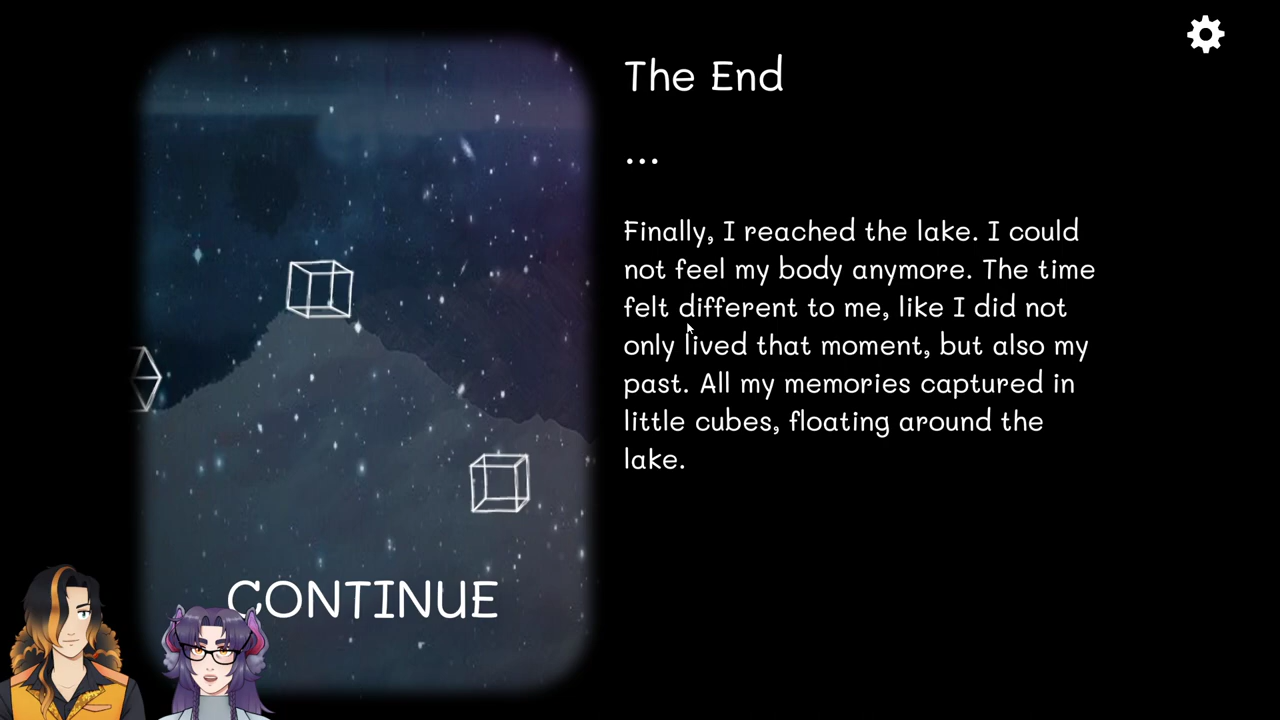 The End
...
Finally, I reached the lake. I could
not feel my body anymore. The time
felt different to me, like I did not
only lived that moment, but also my
past. All my memories captured in
little cubes, floating around the
lake.
CONTINUE